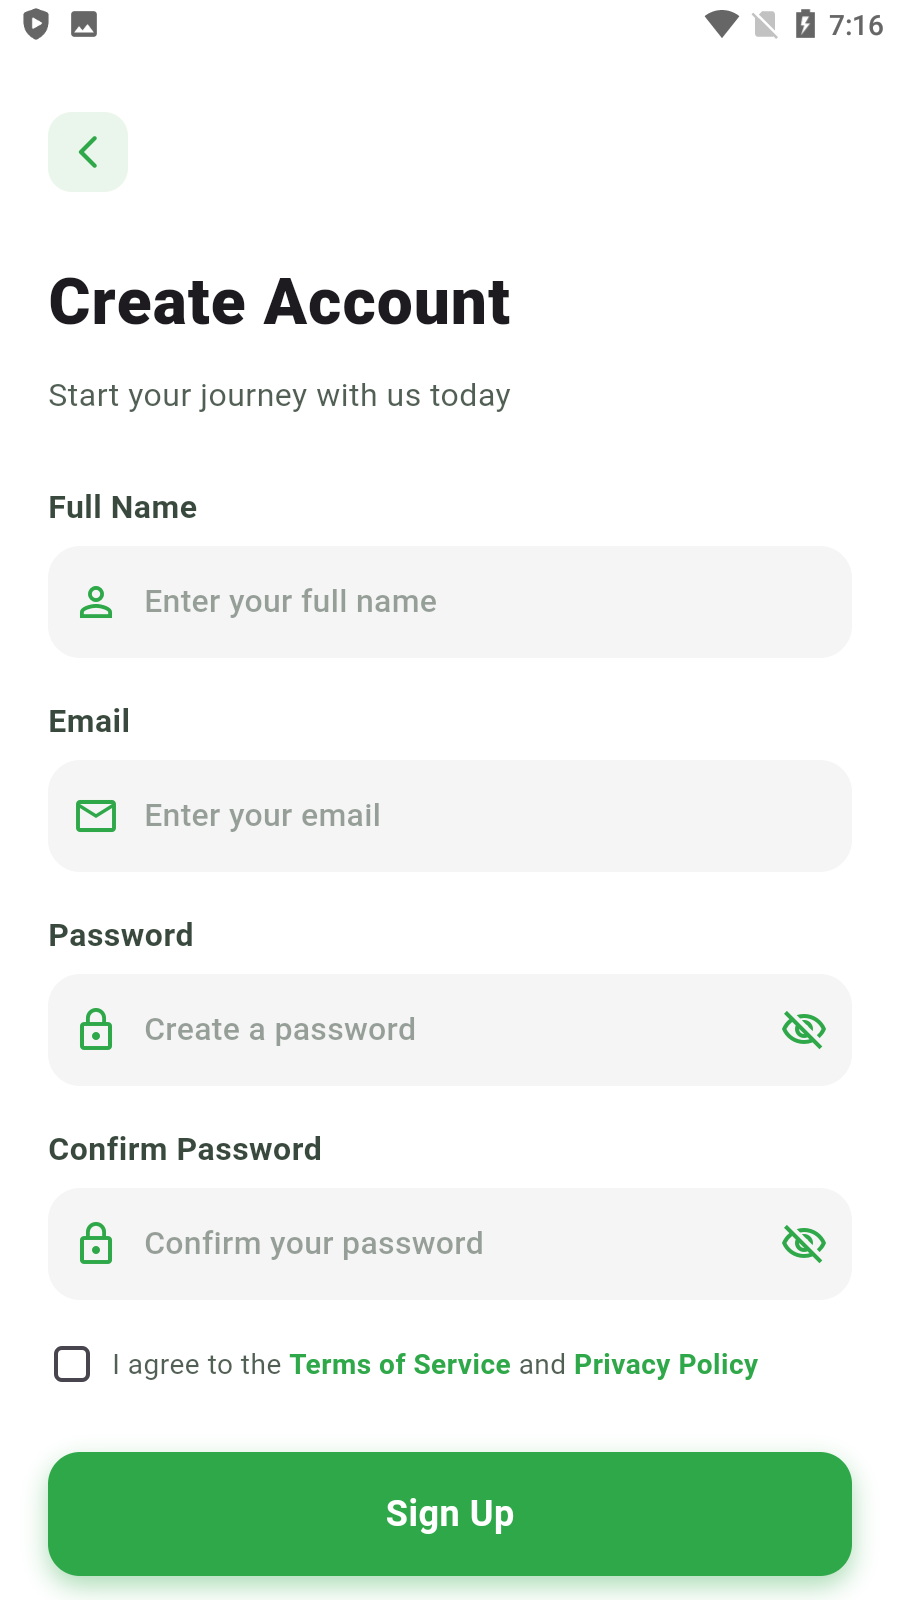 7:16
Create Account
Start your journey with us today
Full Name
Enter your full name
Email
Enter your email
Password
Create a password
Confirm Password
Confirm your password
I agree to the Terms of Service and Privacy Policy
Sign Up